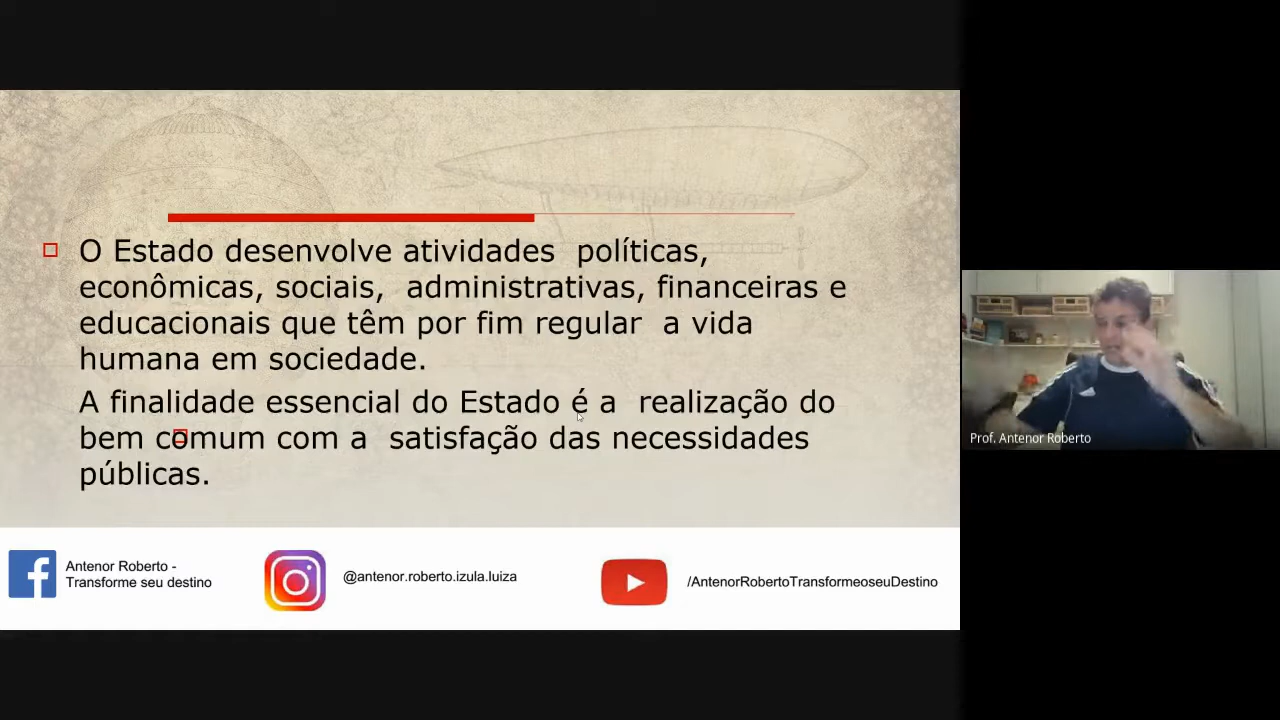 O Estado desenvolve atividades  políticas,
econômicas, sociais,  administrativas, financeiras e
educacionais que têm por fim regular  a vida
humana em sociedade.
A finalidade essencial do Estado é a  realização do
bem comum com a  satisfação das necessidades
públicas.
Prof. Antenor Roberto
Antenor Roberto -
Transforme seu destino
@antenor.roberto.izula.luiza
/AntenorRobertoTransformeoseuDestino